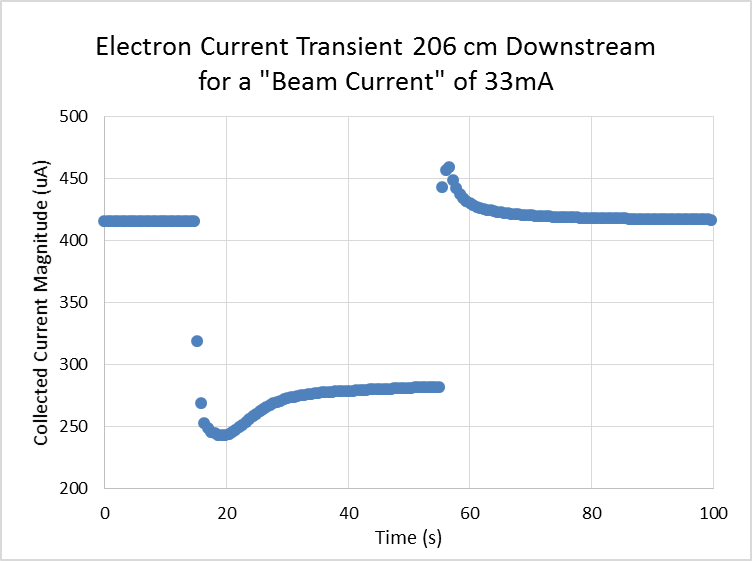 Electron Current Transient 206 cm Downstream
for a "Beam Current" of 33mA
Collected Current Magnitude (uA)
500
450
400
350
300
250
200
0 20 40 60 80 100
Time (s)